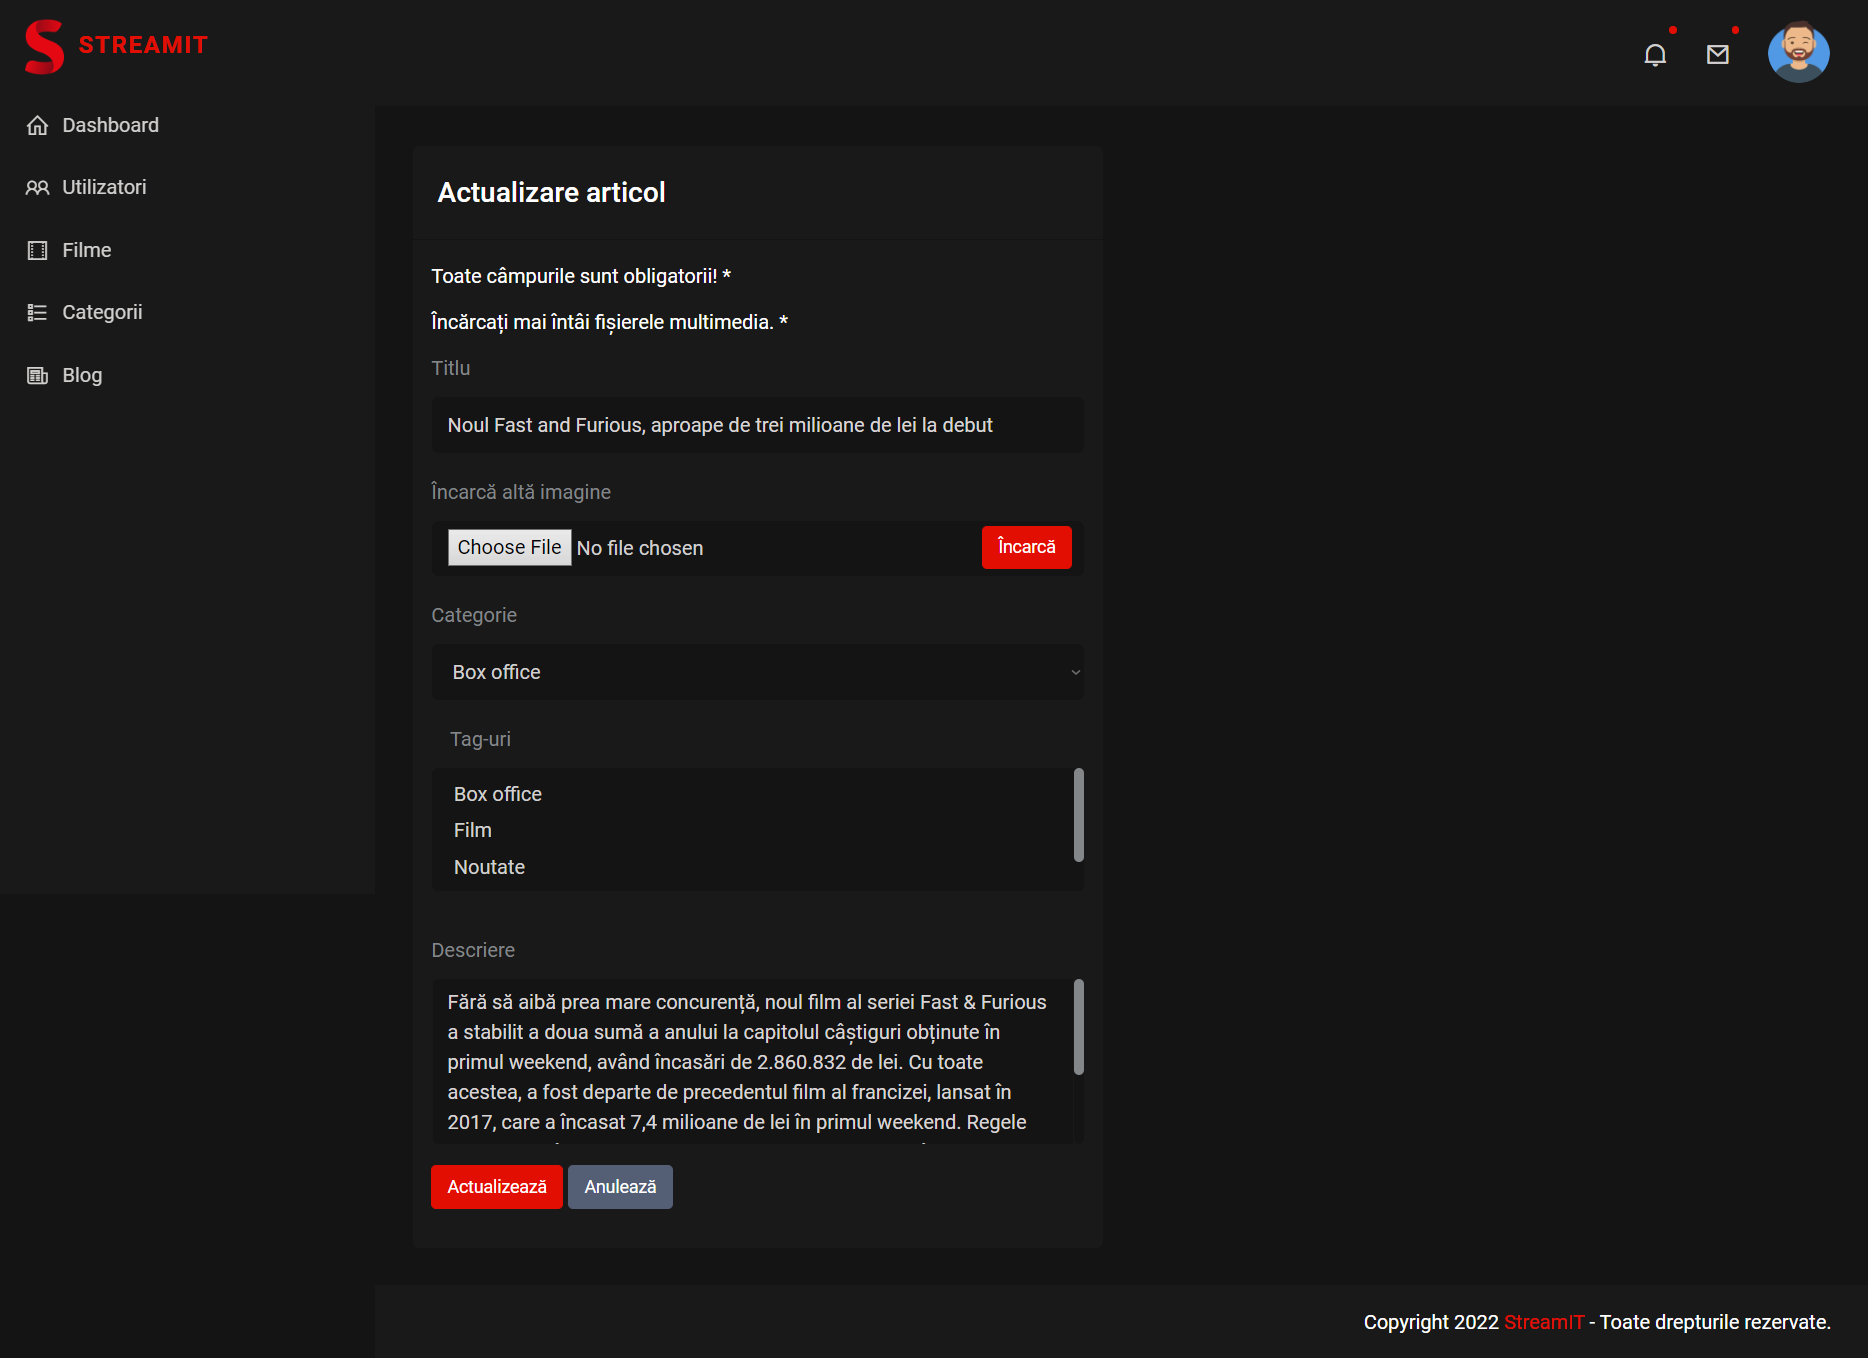 STREAMIT
Dashboard
Utilizatori
Filme
Categorii
Blog
Actualizare articol
Toate câmpurile sunt obligatorii! *
Încărcați mai întâi fișierele multimedia. *
Titlu
Noul Fast and Furious, aproape de trei milioane de lei la debut
Încarcă altă imagine
Choose File No file chosen Încarcă
Categorie
Box office
Tag-uri
Box office
Film
Noutate
Descriere
Fără să aibă prea mare concurență, noul film al seriei Fast & Furious
a stabilit a doua sumă a anului la capitolul câștiguri obținute în
primul weekend, având încasări de 2.860.832 de lei. Cu toate
acestea, a fost departe de precedentul film al francizei, lansat în
2017, care a încasat 7,4 milioane de lei în primul weekend. Regele
Actualizează Anulează
Copyright 2022 StreamIT - Toate drepturile rezervate.